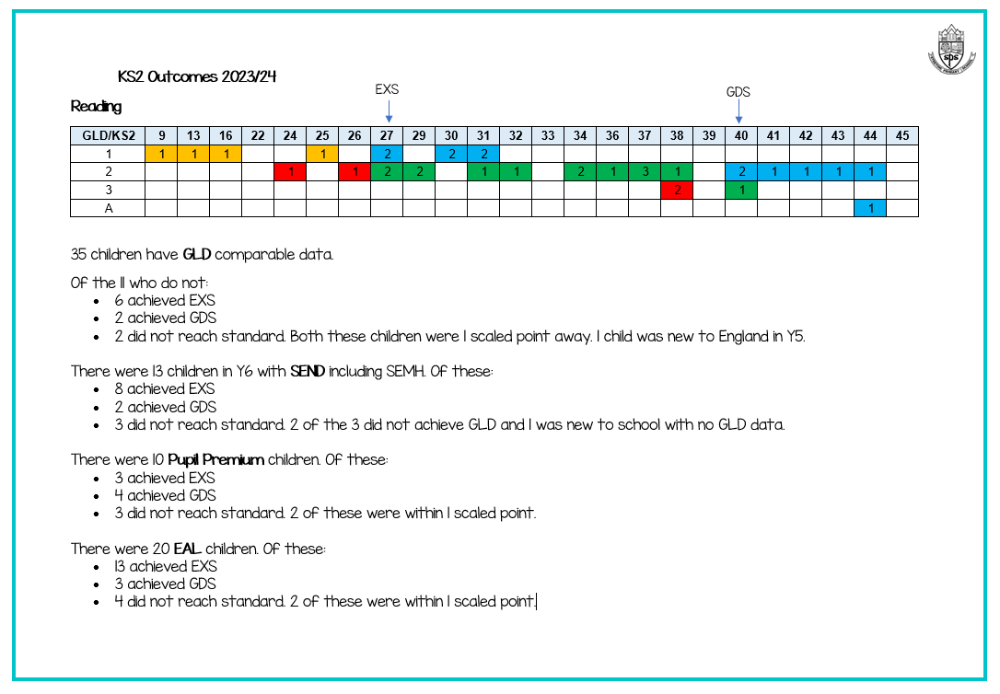 KS2 Outcomes 2023/24
EXS
GDS
Reading
GLD/KS2 9 13 16 22 24 25 26 27 29 30 31 32 33 34 36 37 38 39 40 41 42 43 44 45
1 1 1 1 1 2 2 2
2 1 1 2 2 1 1 2 1 3 1 2 1 1 1 1
3 2 1
A 1
35 children have GLD comparable data.
Of the 11 who do not:
• 6 achieved EXS
• 2 achieved GDS
• 2 did not reach standard. Both these children were 1 scaled point away. 1 child was new to England in Y5.
There were 13 children in Y6 with SEND including SEMH. Of these:
• 8 achieved EXS
• 2 achieved GDS
• 3 did not reach standard. 2 of the 3 did not achieve GLD and 1 was new to school with no GLD data.
There were 10 Pupil Premium children. Of these:
• 3 achieved EXS
• 4 achieved GDS
• 3 did not reach standard. 2 of these were within 1 scaled point.
There were 20 EAL children. Of these:
• 13 achieved EXS
• 3 achieved GDS
• 4 did not reach standard. 2 of these were within 1 scaled point.
sps